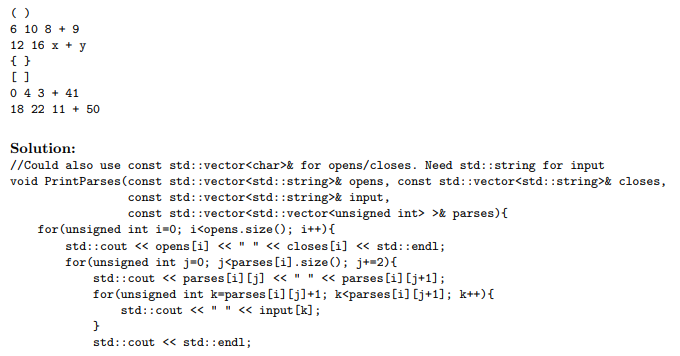 ( )
6 10 8 + 9
12 16 x + y
{ }
[ ]
0 4 3 + 41
18 22 11 + 50
Solution:
//Could also use const std::vector<char>& for opens/closes. Need std::string for input
void PrintParses(const std::vector<std::string>& opens, const std::vector<std::string>& closes,
const std::vector<std::string>& input,
const std::vector<std::vector<unsigned int> >& parses){
for(unsigned int i=0; i<opens.size(); i++){
std::cout << opens[i] << " " << closes[i] << std::endl;
for(unsigned int j=0; j<parses[i].size(); j+=2){
std::cout << parses[i][j] << " " << parses[i][j+1];
for(unsigned int k=parses[i][j]+1; k<parses[i][j+1]; k++){
std::cout << " " << input[k];
}
std::cout << std::endl;